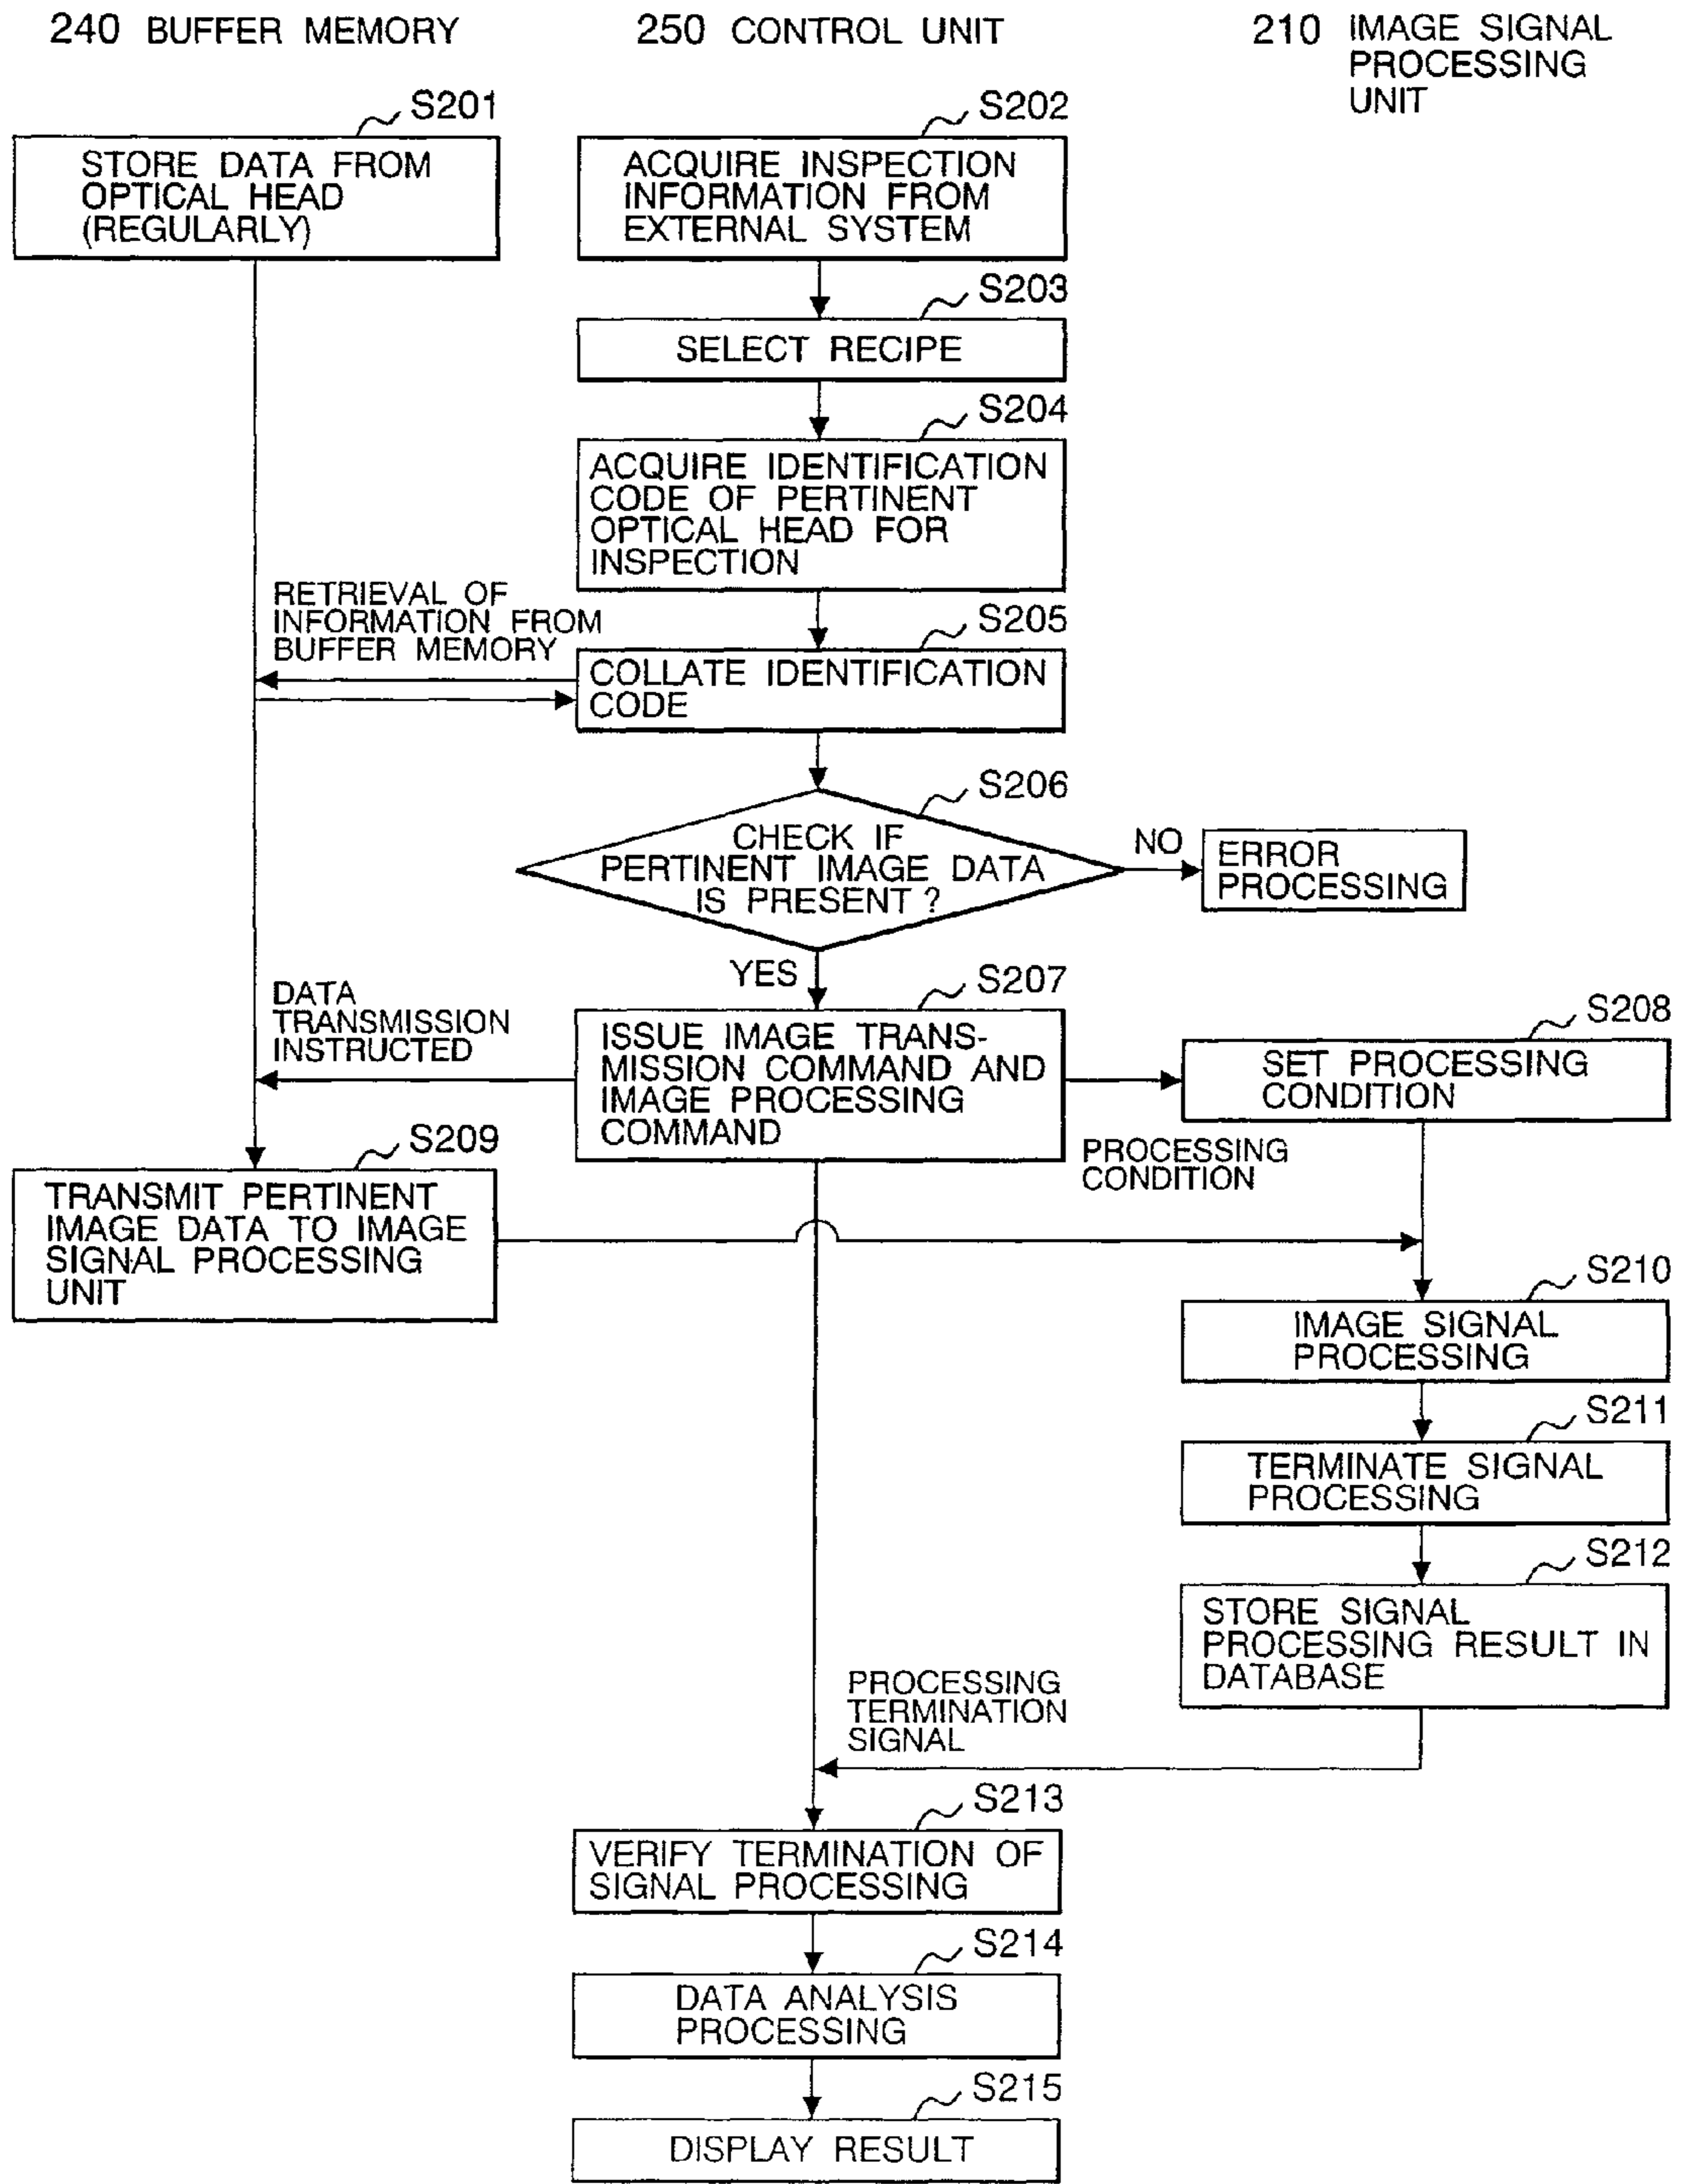 240 BUFFER MEMORY
250 CONTROL UNIT
210 IMAGE SIGNAL
PROCESSING
UNIT
S201
STORE DATA FROM
OPTICAL HEAD
(REGULARLY)
S202
ACQUIRE INSPECTION
INFORMATION FROM
EXTERNAL SYSTEM
S203
SELECT RECIPE
S204
ACQUIRE IDENTIFICATION
CODE OF PERTINENT
OPTICAL HEAD FOR
INSPECTION
RETRIEVAL OF
INFORMATION FROM
BUFFER MEMORY
S205
COLLATE IDENTIFICATION
CODE
S206
CHECK IF
PERTINENT IMAGE DATA
IS PRESENT ?
NO
ERROR
PROCESSING
YES
S207
ISSUE IMAGE TRANS-
MISSION COMMAND AND
IMAGE PROCESSING
COMMAND
DATA
TRANSMISSION
INSTRUCTED
S208
SET PROCESSING
CONDITION
PROCESSING
CONDITION
S209
TRANSMIT PERTINENT
IMAGE DATA TO IMAGE
SIGNAL PROCESSING
UNIT
S210
IMAGE SIGNAL
PROCESSING
S211
TERMINATE SIGNAL
PROCESSING
S212
STORE SIGNAL
PROCESSING RESULT IN
DATABASE
PROCESSING
TERMINATION
SIGNAL
S213
VERIFY TERMINATION OF
SIGNAL PROCESSING
S214
DATA ANALYSIS
PROCESSING
S215
DISPLAY RESULT